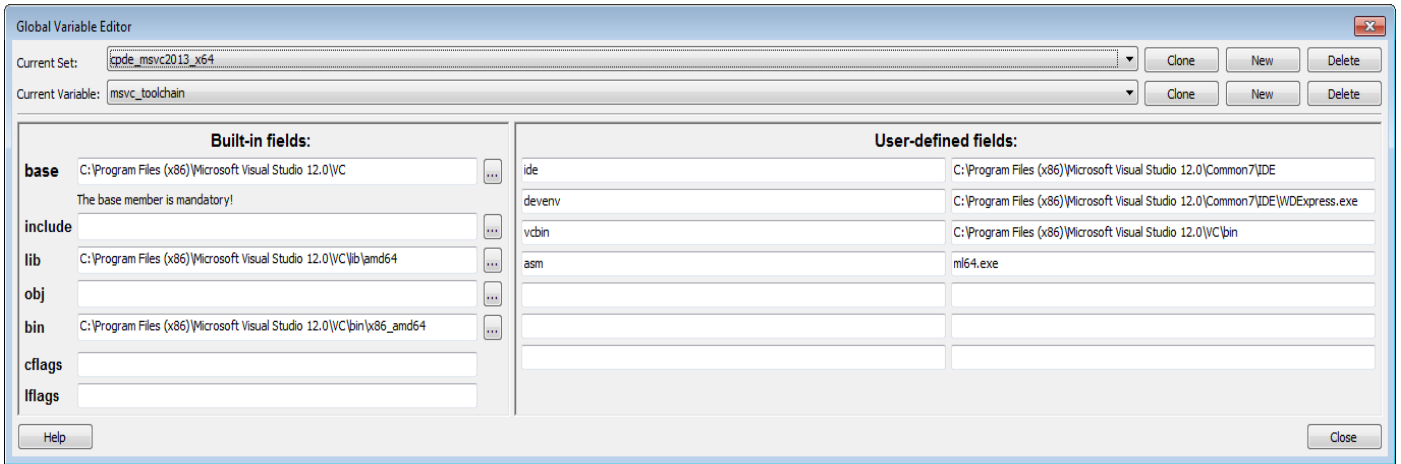 Global Variable Editor
Current Set: cpde_msvc2013_x64 Clone New Delete
Current Variable: msvc_toolchain Clone New Delete
Built-in fields:
base C:\Program Files (x86)\Microsoft Visual Studio 12.0\VC ...
The base member is mandatory!
include ...
lib C:\Program Files (x86)\Microsoft Visual Studio 12.0\VC\lib\amd64 ...
obj ...
bin C:\Program Files (x86)\Microsoft Visual Studio 12.0\VC\bin\x86_amd64 ...
cflags
lflags
User-defined fields:
ide C:\Program Files (x86)\Microsoft Visual Studio 12.0\Common7\IDE
devenv C:\Program Files (x86)\Microsoft Visual Studio 12.0\Common7\IDE\WDExpress.exe
vcbin C:\Program Files (x86)\Microsoft Visual Studio 12.0\VC\bin
asm ml64.exe
Help Close